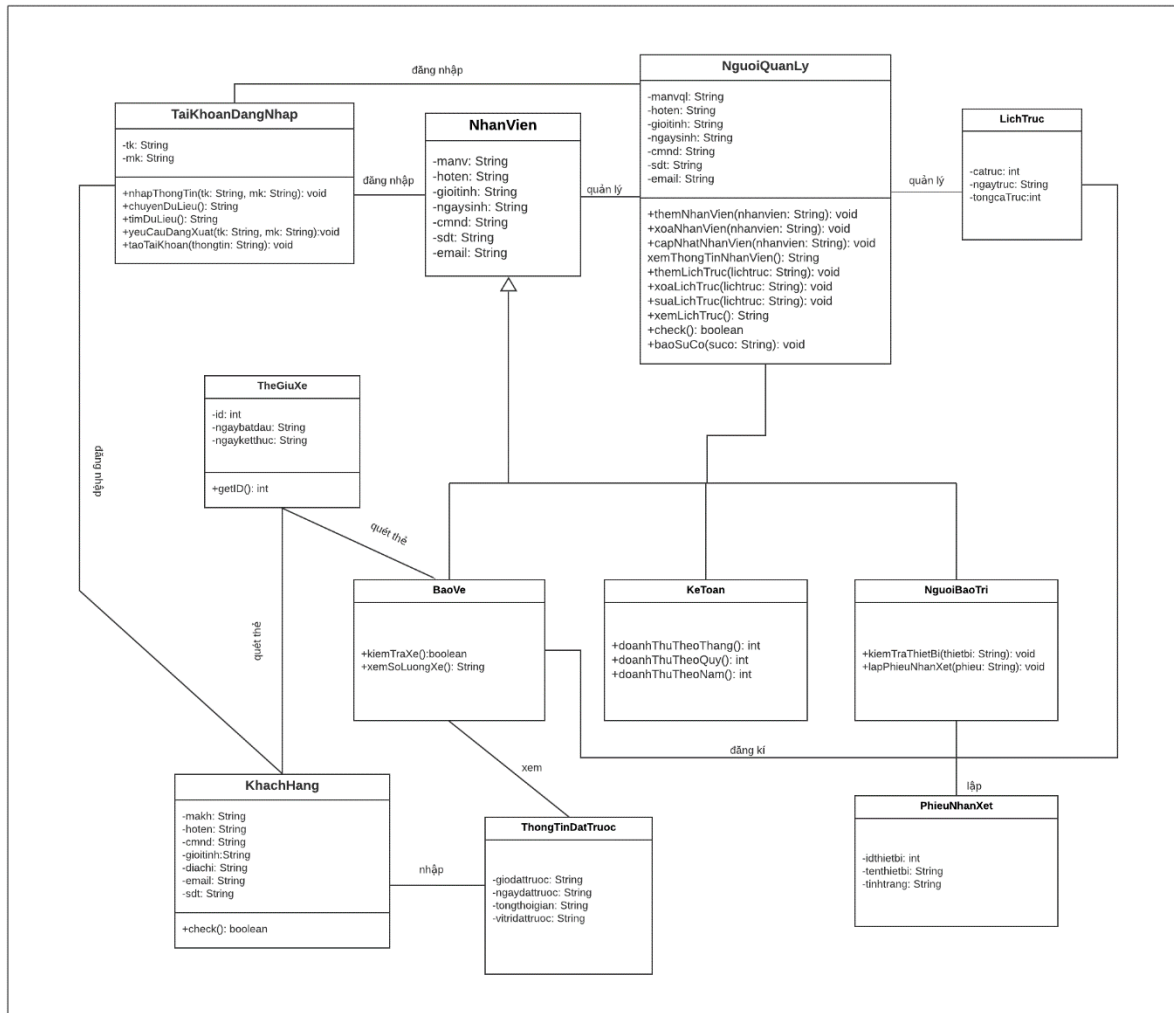 đăng nhập
NguoiQuanLy
-manvql: String
-hoten: String
-gioitinh: String
-ngaysinh: String
-cmnd: String
-sdt: String
-email: String
+themNhanVien(nhanvien: String): void
+xoaNhanVien(nhanvien: String): void
+capNhatNhanVien(nhanvien: String): void
xemThongTinNhanVien(): String
+themLichTruc(lichtruc: String): void
+xoaLichTruc(lichtruc: String): void
+suaLichTruc(lichtruc: String): void
+xemLichTruc(): String
+check(): boolean
+baoSuCo(suco: String): void
TaiKhoanDangNhap
-tk: String
-mk: String
+nhapThongTin(tk: String, mk: String): void
+chuyenDuLieu(): String
+timDuLieu(): String
+yeuCauDangXuat(tk: String, mk: String):void
+taoTaiKhoan(thongtin: String): void
đăng nhập
NhanVien
-manv: String
-hoten: String
-gioitinh: String
-ngaysinh: String
-cmnd: String
-sdt: String
-email: String
quản lý
quản lý
LichTruc
-catruc: int
-ngaytruc: String
-tongcaTruc:int
TheGiuXe
-id: int
-ngaybatdau: String
-ngayketthuc: String
+getID(): int
đăng nhập
quét thẻ
quét thẻ
BaoVe
+kiemTraXe():boolean
+xemSoLuongXe(): String
KeToan
+doanhThuTheoThang(): int
+doanhThuTheoQuy(): int
+doanhThuTheoNam(): int
NguoiBaoTri
+kiemTraThietBi(thietbi: String): void
+lapPhieuNhanXet(phieu: String): void
đăng kí
xem
lập
KhachHang
-makh: String
-hoten: String
-cmnd: String
-gioitinh:String
-diachi: String
-email: String
-sdt: String
+check(): boolean
nhập
ThongTinDatTruoc
-giodattruoc: String
-ngaydattruoc: String
-tongthoigian: String
-vitridattruoc: String
PhieuNhanXet
-idthietbi: int
-tenthietbi: String
-tinhtrang: String